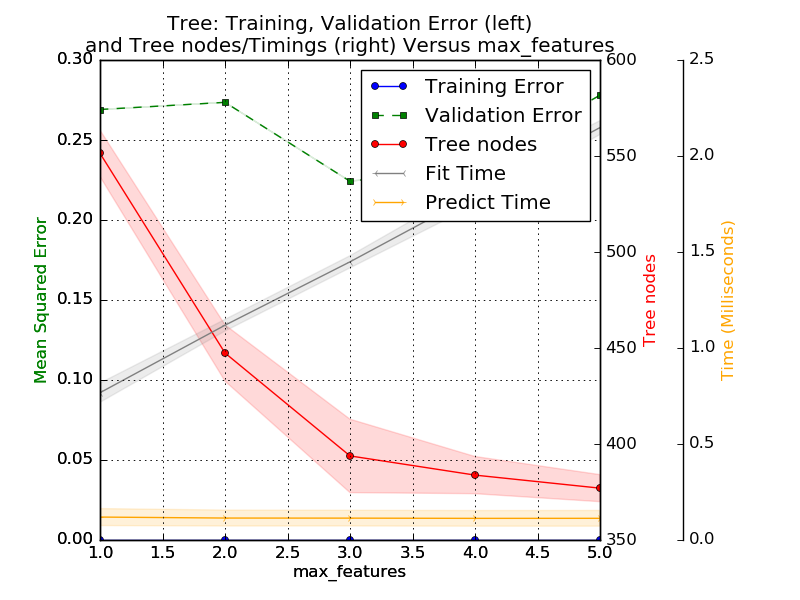 Tree: Training, Validation Error (left)
and Tree nodes/Timings (right) Versus max_features
0.30
0.25
0.20
0.15
0.10
0.05
0.00
Mean Squared Error
1.0 1.5 2.0 2.5 3.0 3.5 4.0 4.5 5.0
max_features
Training Error
Validation Error
Tree nodes
Fit Time
Predict Time
600
550
500
450
400
350
Tree nodes
2.5
2.0
1.5
1.0
0.5
0.0
Time (Milliseconds)